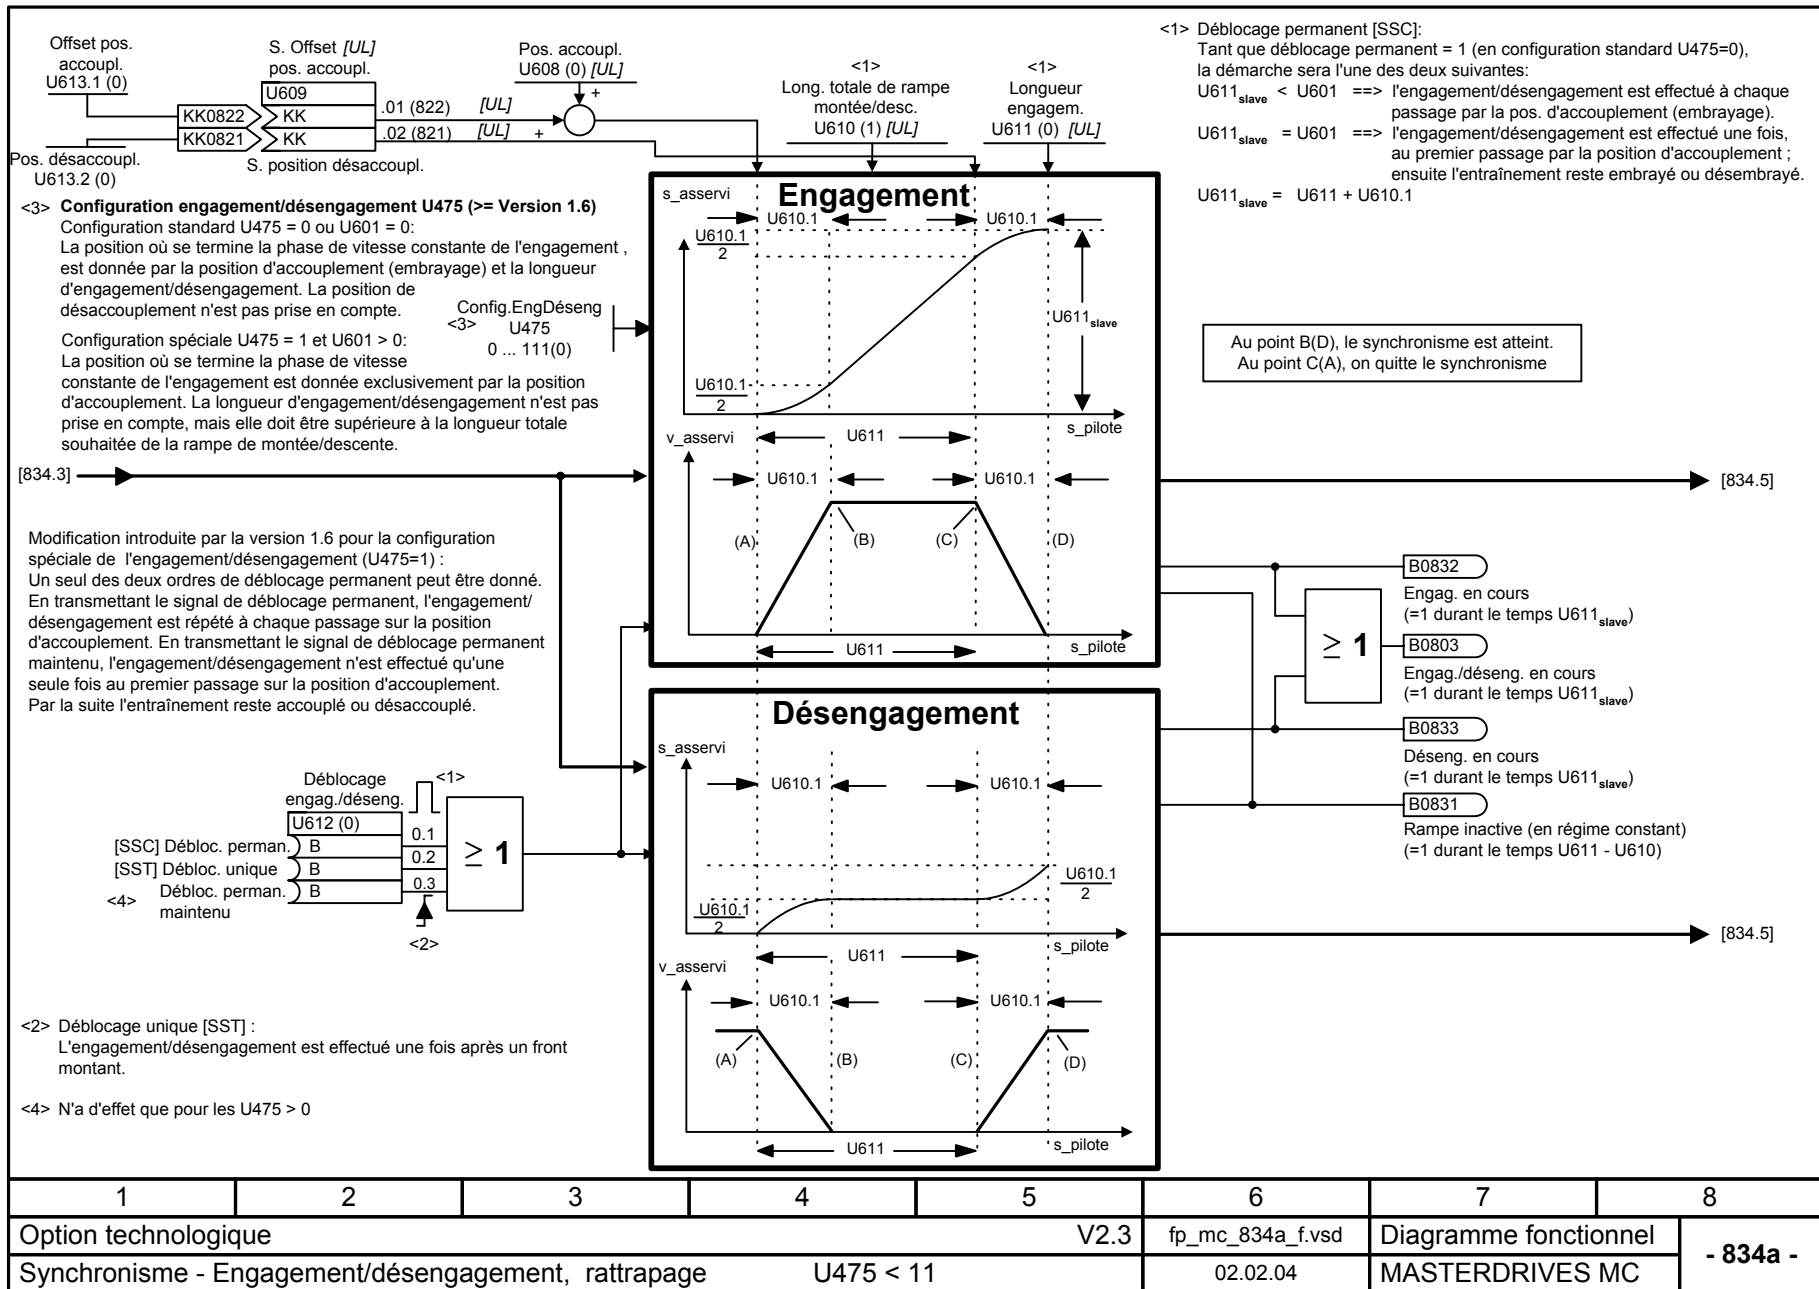 Offset pos.
accoupl.
U613.1 (0)
S. Offset [UL]
pos. accoupl.
U609
KK0822
KK
.01 (822)
[UL]
KK0821
KK
.02 (821)
[UL]
+
Pos. désaccoupl.
U613.2 (0)
S. position désaccoupl.
Pos. accoupl.
U608 (0) [UL]
+
<1>
Long. totale de rampe
montée/desc.
U610 (1) [UL]
<1>
Longueur
engagem.
U611 (0) [UL]
<1> Déblocage permanent [SSC]:
Tant que déblocage permanent = 1 (en configuration standard U475=0),
la démarche sera l'une des deux suivantes:
U611slave < U601 ==> l'engagement/désengagement est effectué à chaque
passage par la pos. d'accouplement (embrayage).
U611slave = U601 ==> l'engagement/désengagement est effectué une fois,
au premier passage par la position d'accouplement ;
ensuite l'entraînement reste embrayé ou désembrayé.
U611slave = U611 + U610.1
<3> Configuration engagement/désengagement U475 (>= Version 1.6)
Configuration standard U475 = 0 ou U601 = 0:
La position où se termine la phase de vitesse constante de l'engagement ,
est donnée par la position d'accouplement (embrayage) et la longueur
d'engagement/désengagement. La position de
désaccouplement n'est pas prise en compte.
Configuration spéciale U475 = 1 et U601 > 0:
La position où se termine la phase de vitesse
constante de l'engagement est donnée exclusivement par la position
d'accouplement. La longueur d'engagement/désengagement n'est pas
prise en compte, mais elle doit être supérieure à la longueur totale
souhaitée de la rampe de montée/descente.
Config.EngDéseng
<3> U475
0 ... 111(0)
[834.3]
Engagement
s_asservi
U610.1
U610.1
U610.1
2
U611slave
U610.1
2
s_pilote
v_asservi
U611
U610.1
U610.1
(A)
(B)
(C)
(D)
U611
s_pilote
Au point B(D), le synchronisme est atteint.
Au point C(A), on quitte le synchronisme
[834.5]
Modification introduite par la version 1.6 pour la configuration
spéciale de l'engagement/désengagement (U475=1) :
Un seul des deux ordres de déblocage permanent peut être donné.
En transmettant le signal de déblocage permanent, l'engagement/
désengagement est répété à chaque passage sur la position
d'accouplement. En transmettant le signal de déblocage permanent
maintenu, l'engagement/désengagement n'est effectué qu'une
seule fois au premier passage sur la position d'accouplement.
Par la suite l'entraînement reste accouplé ou désaccouplé.
B0832
Engag. en cours
(=1 durant le temps U611slave)
≥ 1
B0803
Engag./déseng. en cours
(=1 durant le temps U611slave)
B0833
Déseng. en cours
(=1 durant le temps U611slave)
B0831
Rampe inactive (en régime constant)
(=1 durant le temps U611 - U610)
Déblocage
engag./déseng.
<1>
U612 (0)
[SSC] Débloc. perman.
B
0.1
[SST] Débloc. unique
B
0.2
<4> Débloc. perman.
maintenu
B
0.3
≥ 1
<2>
Désengagement
s_asservi
U610.1
U610.1
U610.1
2
U610.1
2
s_pilote
U611
v_asservi
U610.1
U610.1
(A)
(B)
(C)
(D)
U611
s_pilote
[834.5]
<2> Déblocage unique [SST] :
L'engagement/désengagement est effectué une fois après un front
montant.
<4> N'a d'effet que pour les U475 > 0
1 2 3 4 5 6 7 8
Option technologique V2.3 fp_mc_834a_f.vsd Diagramme fonctionnel
- 834a -
Synchronisme - Engagement/désengagement, rattrapage U475 < 11 02.02.04 MASTERDRIVES MC